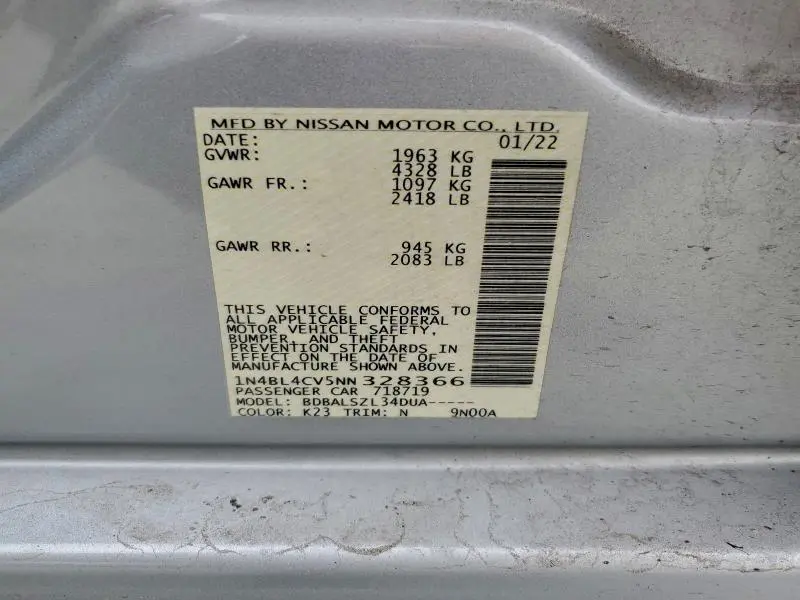 MFD BY NISSAN MOTOR CO., LTD.
DATE: 01/22
GVWR: 1963 KG
4328 LB
GAWR FR.: 1097 KG
2418 LB
GAWR RR.: 945 KG
2083 LB
THIS VEHICLE CONFORMS TO
ALL APPLICABLE FEDERAL
MOTOR VEHICLE SAFETY,
BUMPER, AND THEFT
PREVENTION STANDARDS IN
EFFECT ON THE DATE OF
MANUFACTURE SHOWN ABOVE.
1N4BL4CV5NN328366
PASSENGER CAR 718719
MODEL: BDBALSZL34DUA-----
COLOR: K23 TRIM: N 9N00A